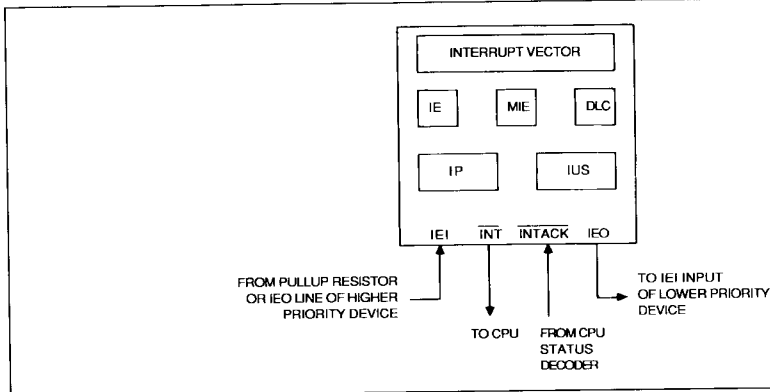 INTERRUPT VECTOR
IE MIE DLC
IP IUS
IEI INT INTACK IEO
FROM PULLUP RESISTOR
OR IEO LINE OF HIGHER
PRIORITY DEVICE
TO CPU
FROM CPU
STATUS
DECODER
TO IEI INPUT
OF LOWER PRIORITY
DEVICE